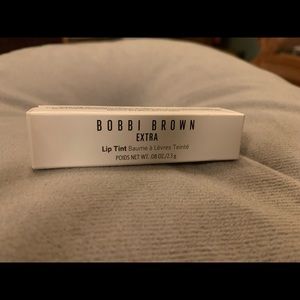 BOBBI BROWN
EXTRA
Lip Tint Baume à Lèvres Teinté
POIDS NET WT. .08 OZ./2.3 g